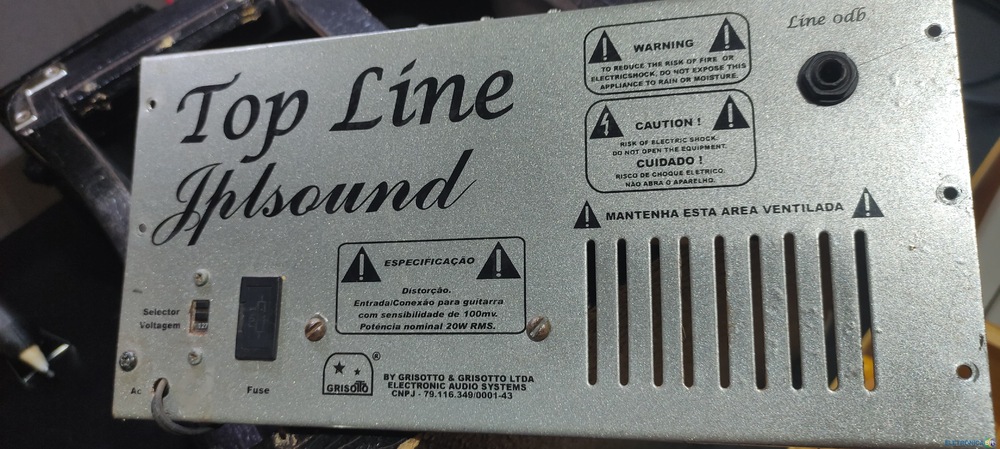 Line 0db
Top Line
Jplsound
WARNING
TO REDUCE THE RISK OF FIRE OR
ELECTRICSHOCK, DO NOT EXPOSE THIS
APPLIANCE TO RAIN OR MOISTURE.
CAUTION !
RISK OF ELECTRIC SHOCK.
DO NOT OPEN THE EQUIPMENT.
CUIDADO !
RISCO DE CHOQUE ELETRICO.
NÃO ABRA O APARELHO.
MANTENHA ESTA AREA VENTILADA
ESPECIFICAÇÃO
Distorção.
Entrada/Conexão para guitarra
com sensibilidade de 100mv.
Potência nominal 20W RMS.
Selector
Voltagem
127
Ac
Fuse
GRISOTTO ®
BY GRISOTTO & GRISOTTO LTDA
ELECTRONIC AUDIO SYSTEMS
CNPJ - 79.116.349/0001-43